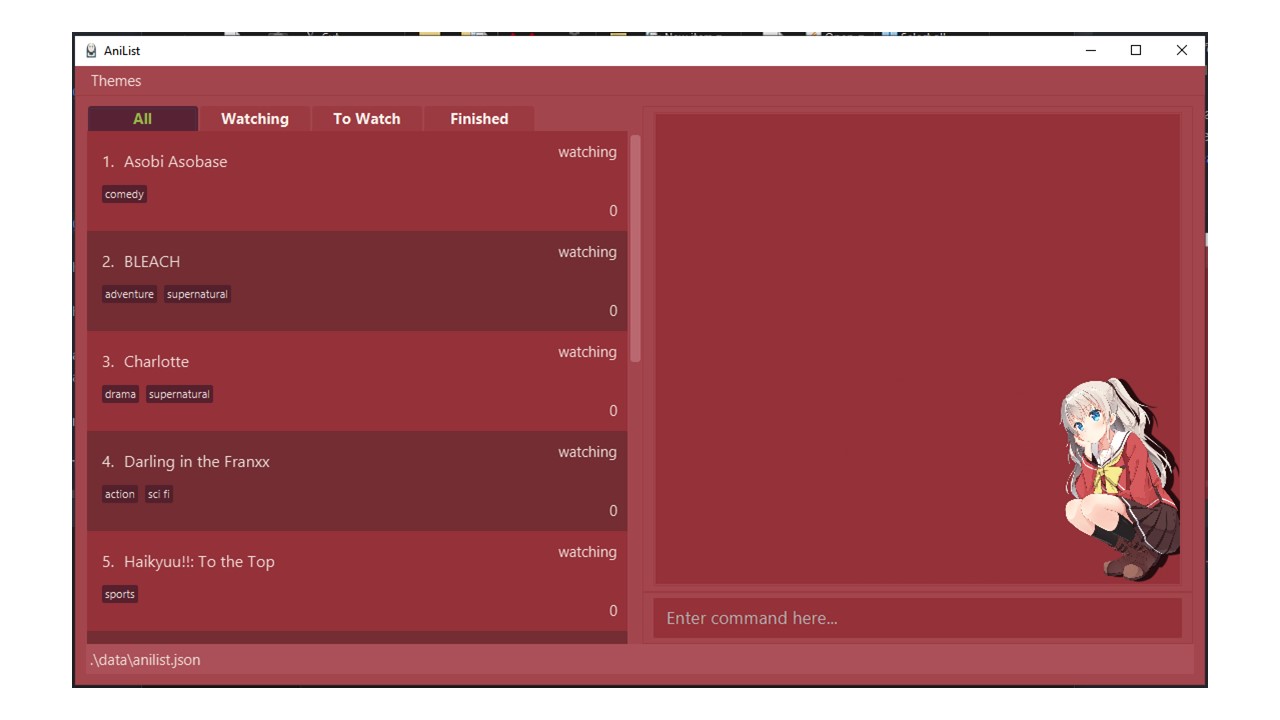 AniList
Themes
All Watching To Watch Finished
1. Asobi Asobase watching
comedy
0
2. BLEACH watching
adventure supernatural
0
3. Charlotte watching
drama supernatural
0
4. Darling in the Franxx watching
action sci fi
0
5. Haikyuu!!: To the Top watching
sports
0
Enter command here...
.\data\anilist.json